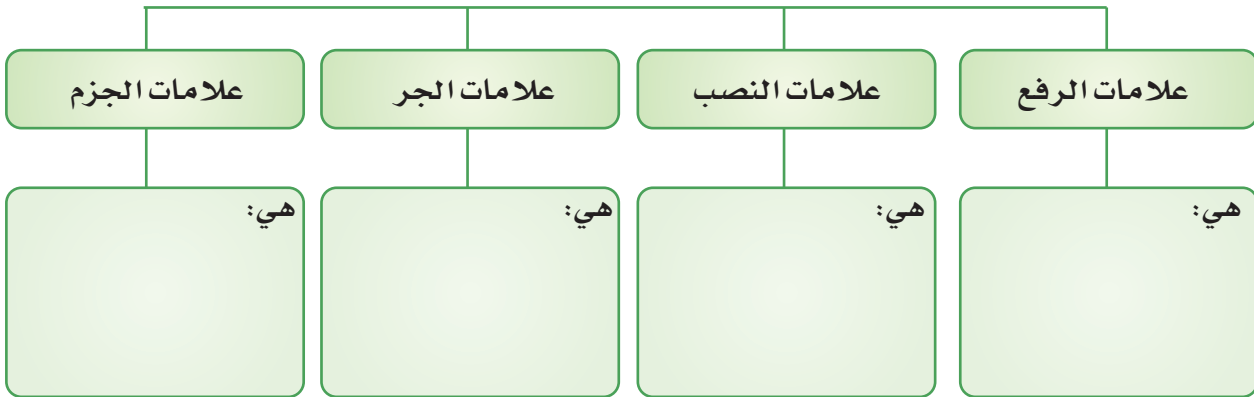 علامات الرفع
علامات النصب
علامات الجر
علامات الجزم
هي:
هي:
هي:
هي: